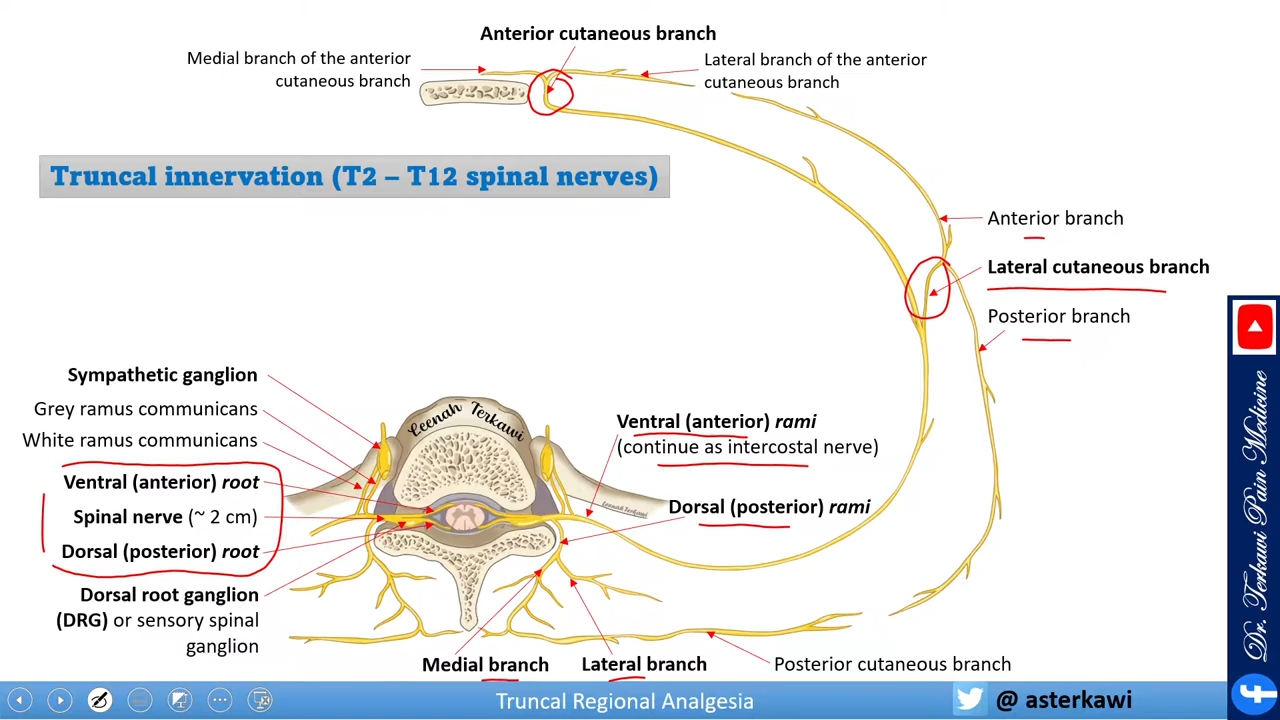 Anterior cutaneous branch
Medial branch of the anterior
cutaneous branch
Lateral branch of the anterior
cutaneous branch
Truncal innervation (T2 – T12 spinal nerves)
Anterior branch
Lateral cutaneous branch
Posterior branch
Sympathetic ganglion
Grey ramus communicans
White ramus communicans
Ventral (anterior) root
Spinal nerve (~ 2 cm)
Dorsal (posterior) root
Dorsal root ganglion
(DRG) or sensory spinal
ganglion
Leenah Terkawi
Ventral (anterior) rami
(continue as intercostal nerve)
Leenah Terkawi
Dorsal (posterior) rami
Medial branch
Lateral branch
Posterior cutaneous branch
Dr. Terkawi Pain Medicine
Truncal Regional Analgesia
@ asterkawi